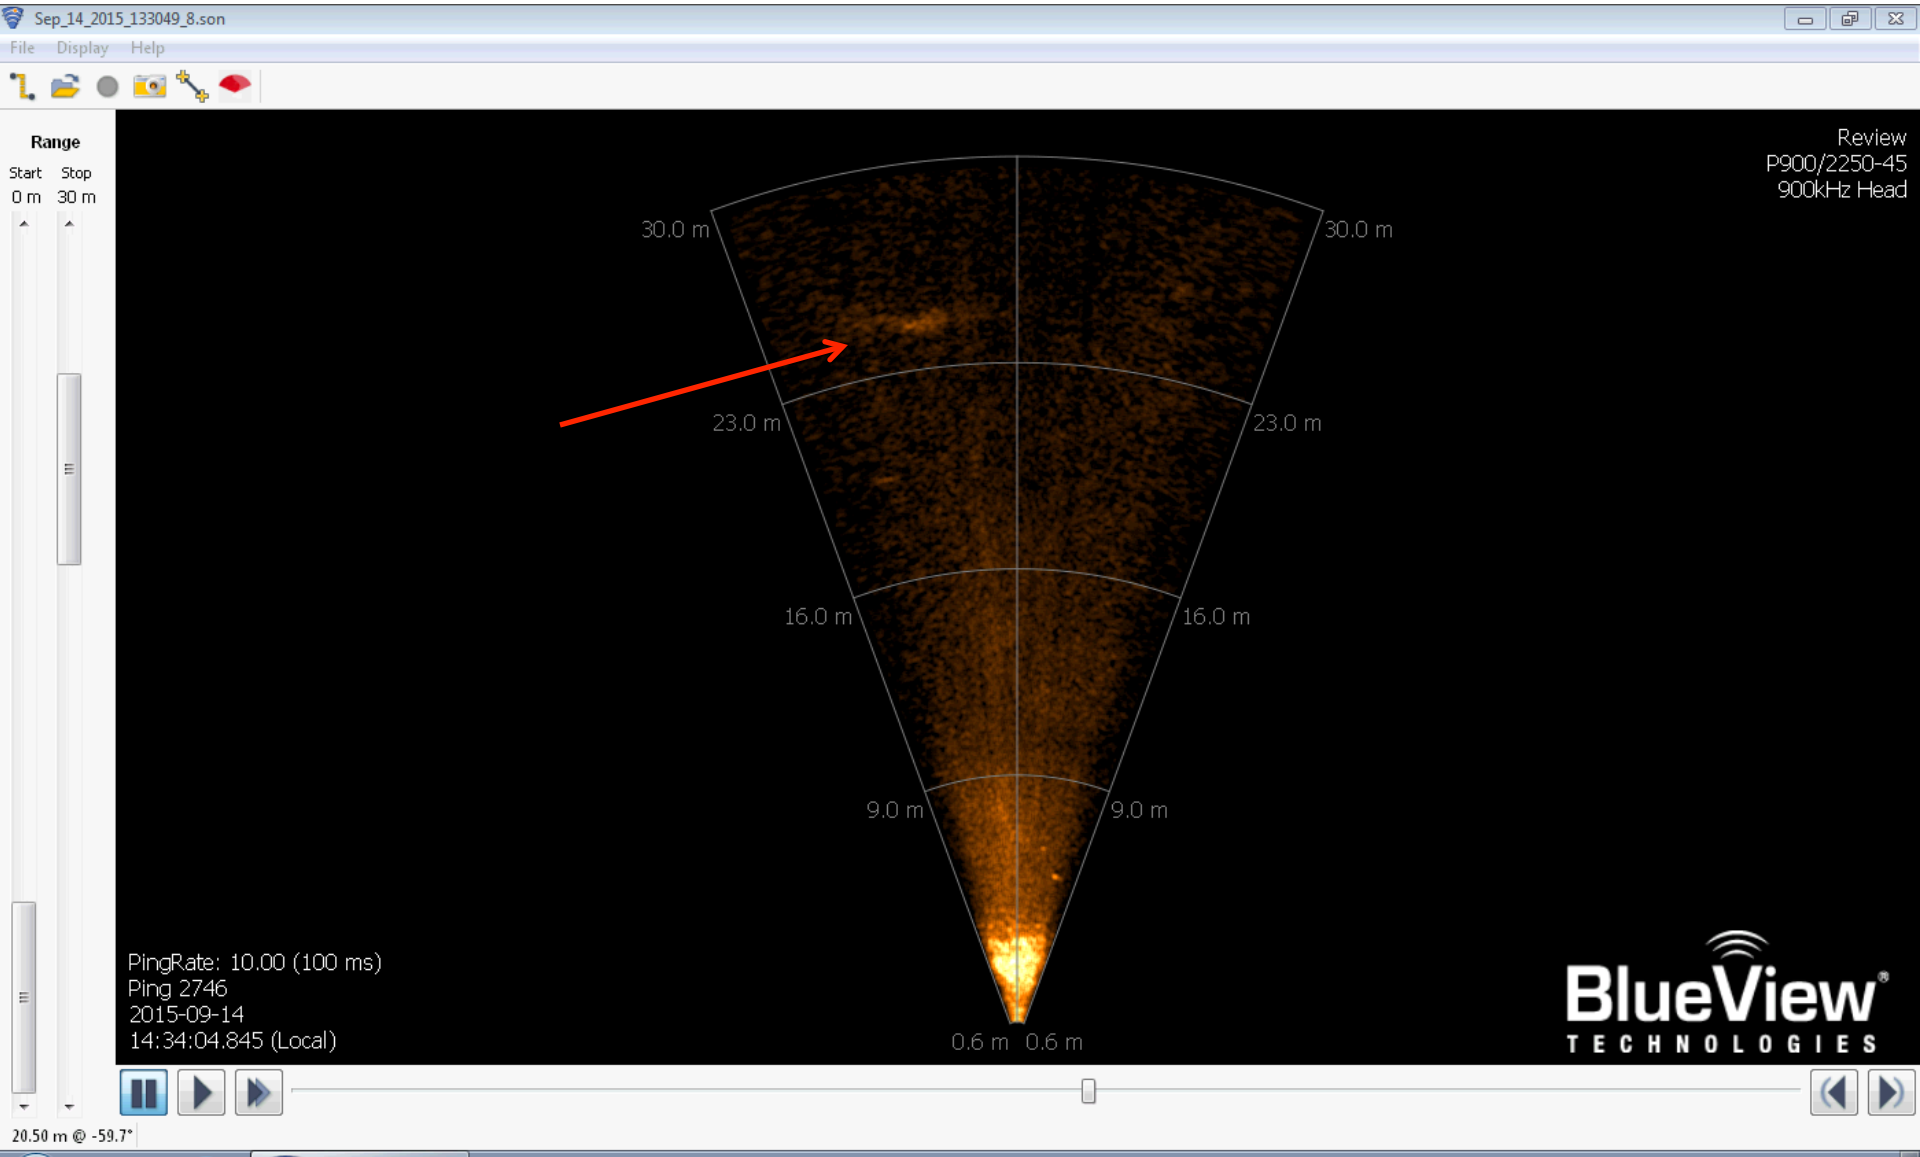 Sep_14_2015_133049_8.son
File Display Help
Range
Start Stop
0 m 30 m
Review
P900/2250-45
900kHz Head
30.0 m 30.0 m
23.0 m 23.0 m
16.0 m 16.0 m
9.0 m 9.0 m
0.6 m 0.6 m
PingRate: 10.00 (100 ms)
Ping 2746
2015-09-14
14:34:04.845 (Local)
BlueView®
TECHNOLOGIES
20.50 m @ -59.7°